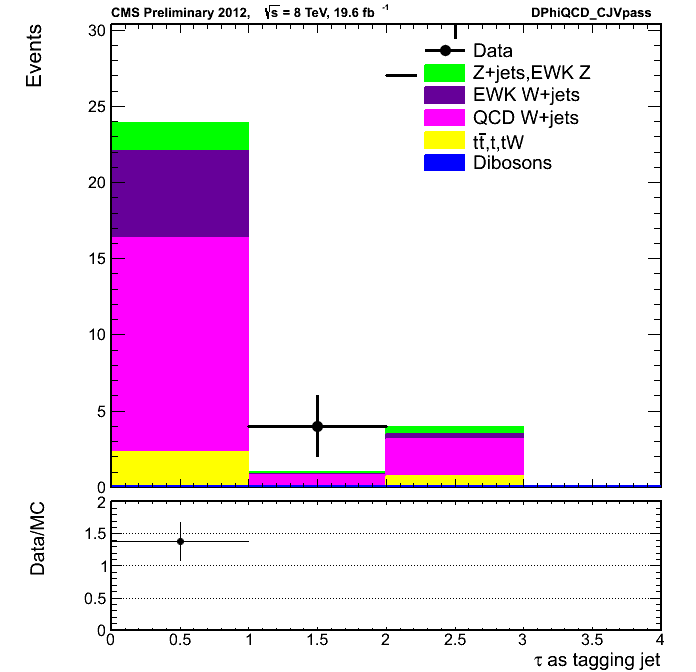 CMS Preliminary 2012, √s = 8 TeV, 19.6 fb⁻¹ DPhiQCD_CJVpass
Events
30
25
20
15
10
5
0
Data
Z+jets,EWK Z
EWK W+jets
QCD W+jets
tt̅,t,tW
Dibosons
Data/MC
2
1.5
1
0.5
0
0 0.5 1 1.5 2 2.5 3 3.5 4
τ as tagging jet